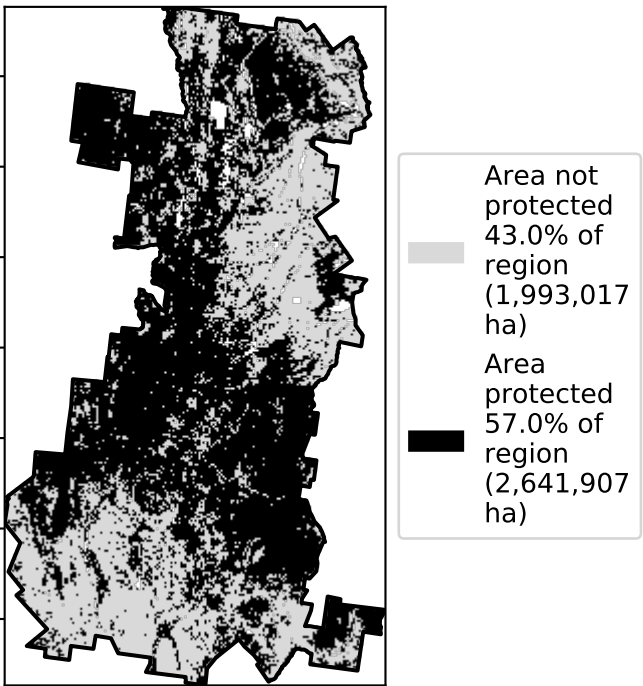 Area not
protected
43.0% of
region
(1,993,017
ha)
Area
protected
57.0% of
region
(2,641,907
ha)